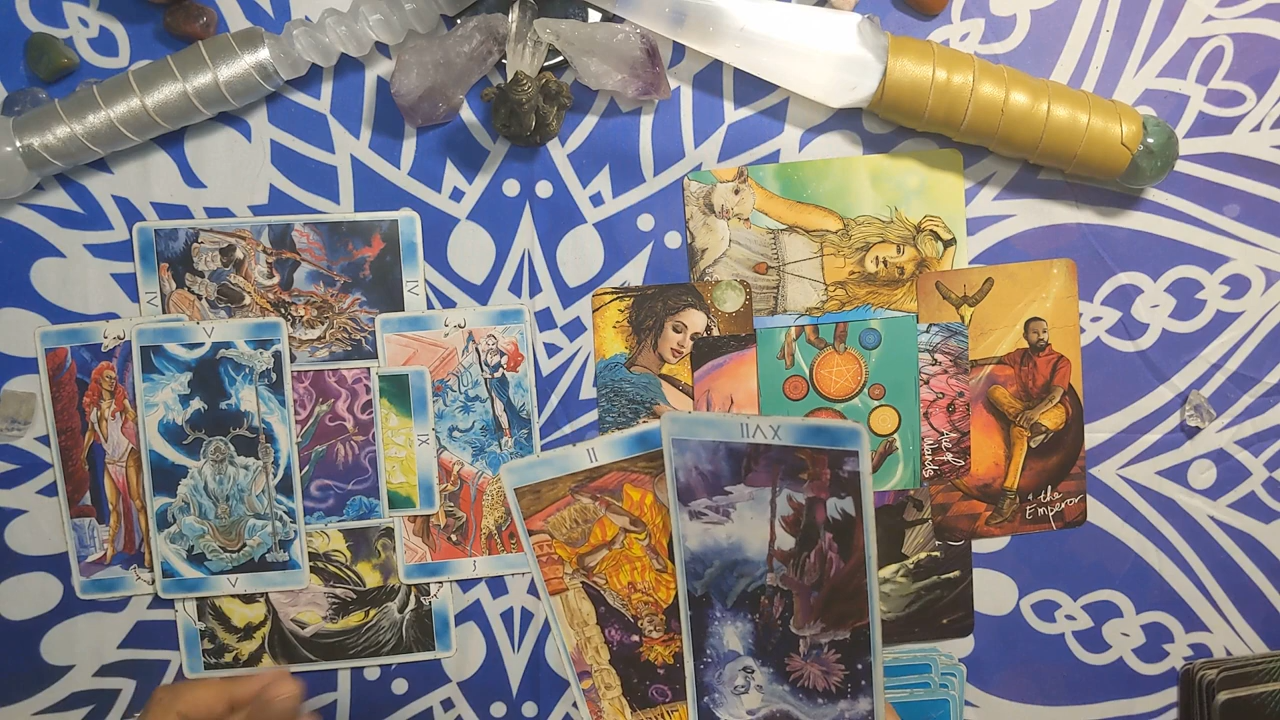 IV
V
V
IX
II
XVII
Ace of
Wands
4 the
Emperor